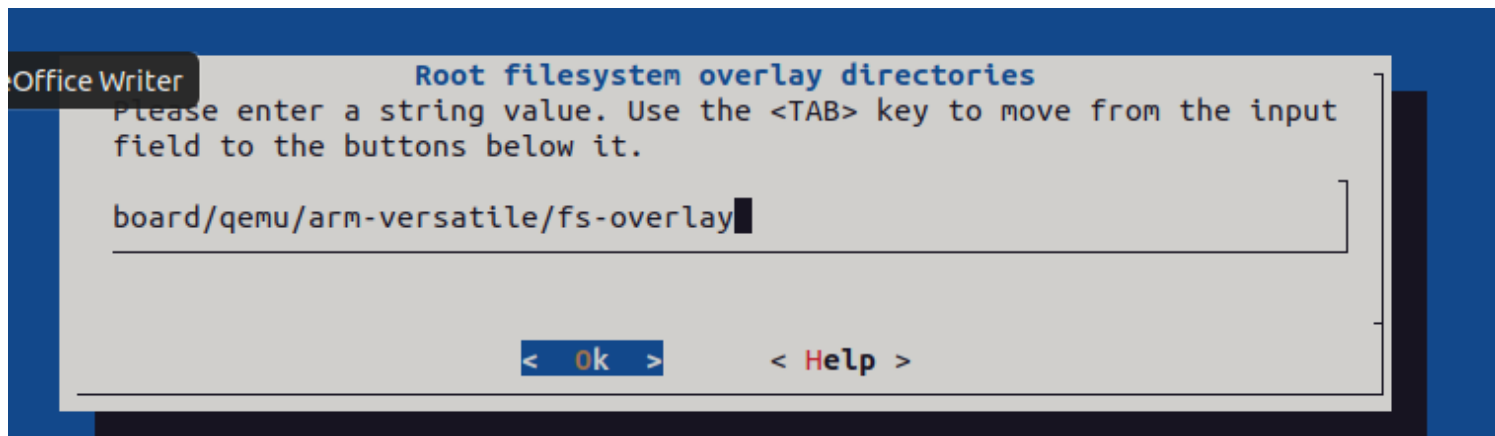 Office Writer
Root filesystem overlay directories
Please enter a string value. Use the <TAB> key to move from the input
field to the buttons below it.
board/qemu/arm-versatile/fs-overlay
< Ok > < Help >